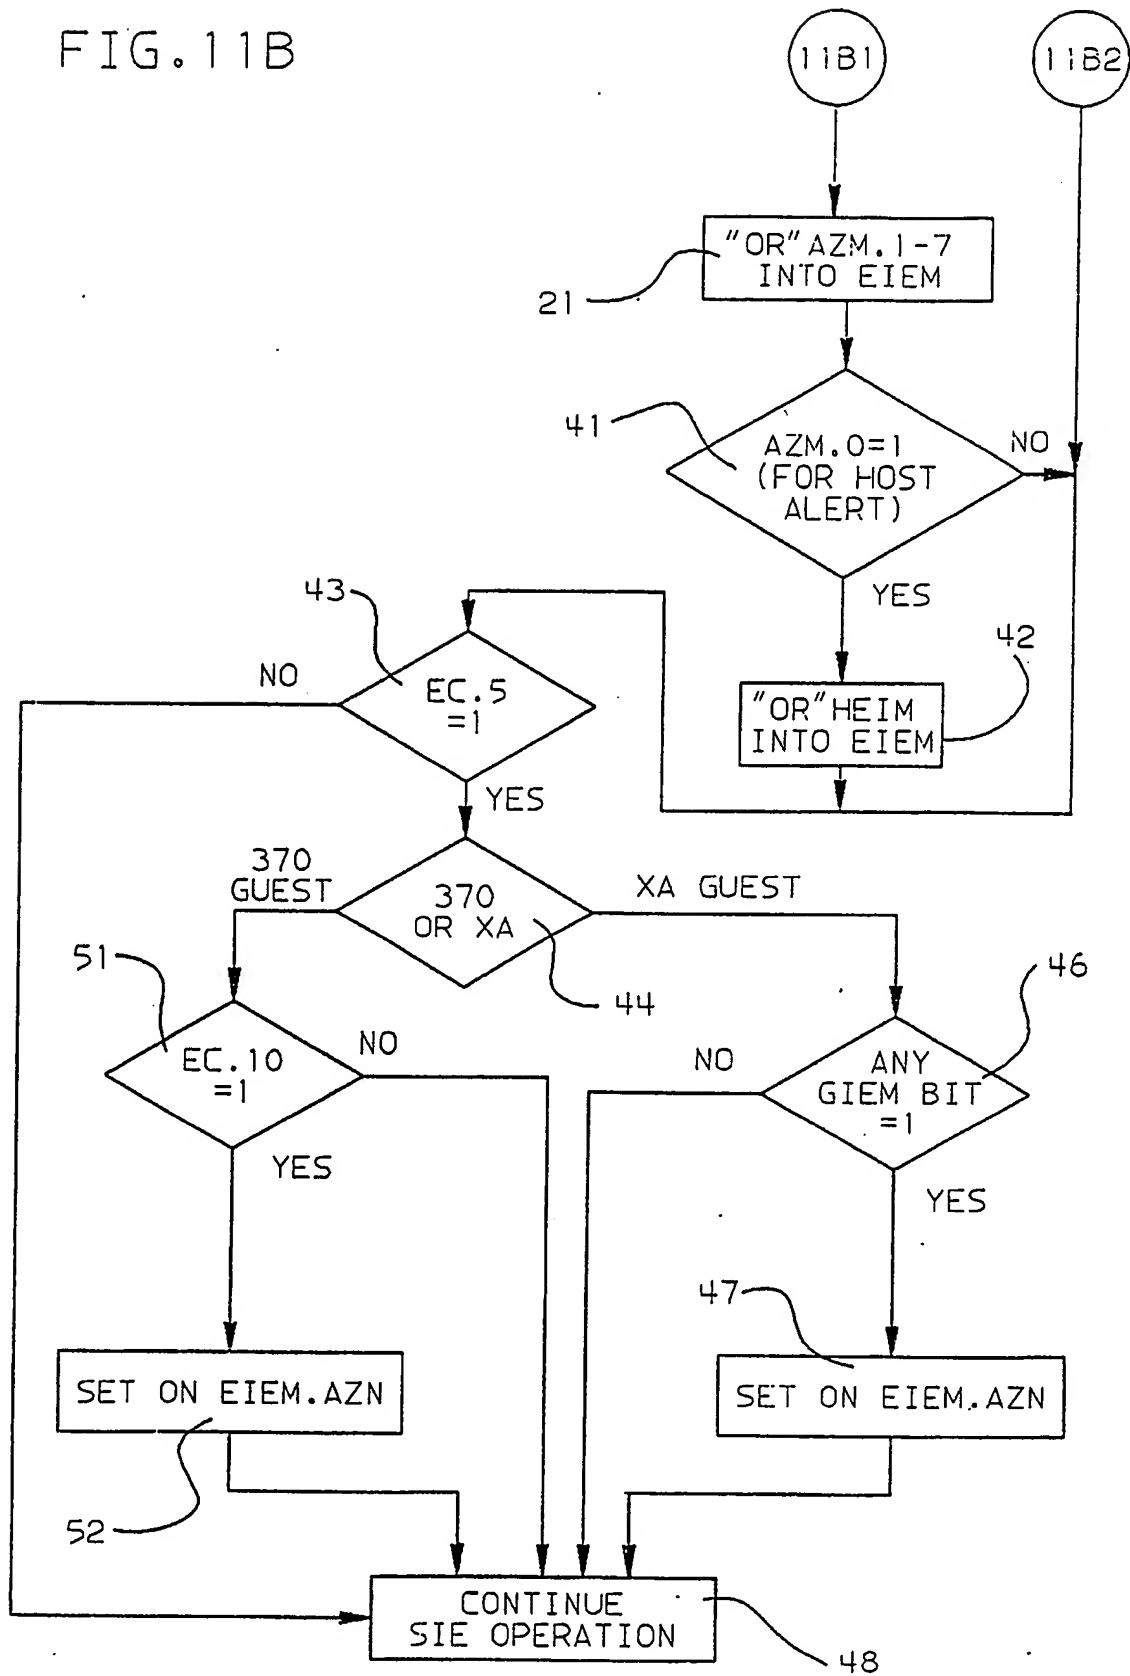 FIG.11B
11B1
11B2
"OR" AZM.1-7
INTO EIEM
21
41
AZM.0=1
(FOR HOST
ALERT)
NO
YES
43
42
NO
EC.5
=1
"OR" HEIM
INTO EIEM
YES
370
GUEST
370
OR XA
XA GUEST
51
44
46
EC.10
=1
NO
NO
ANY
GIEM BIT
=1
YES
YES
47
SET ON EIEM.AZN
SET ON EIEM.AZN
52
CONTINUE
SIE OPERATION
48